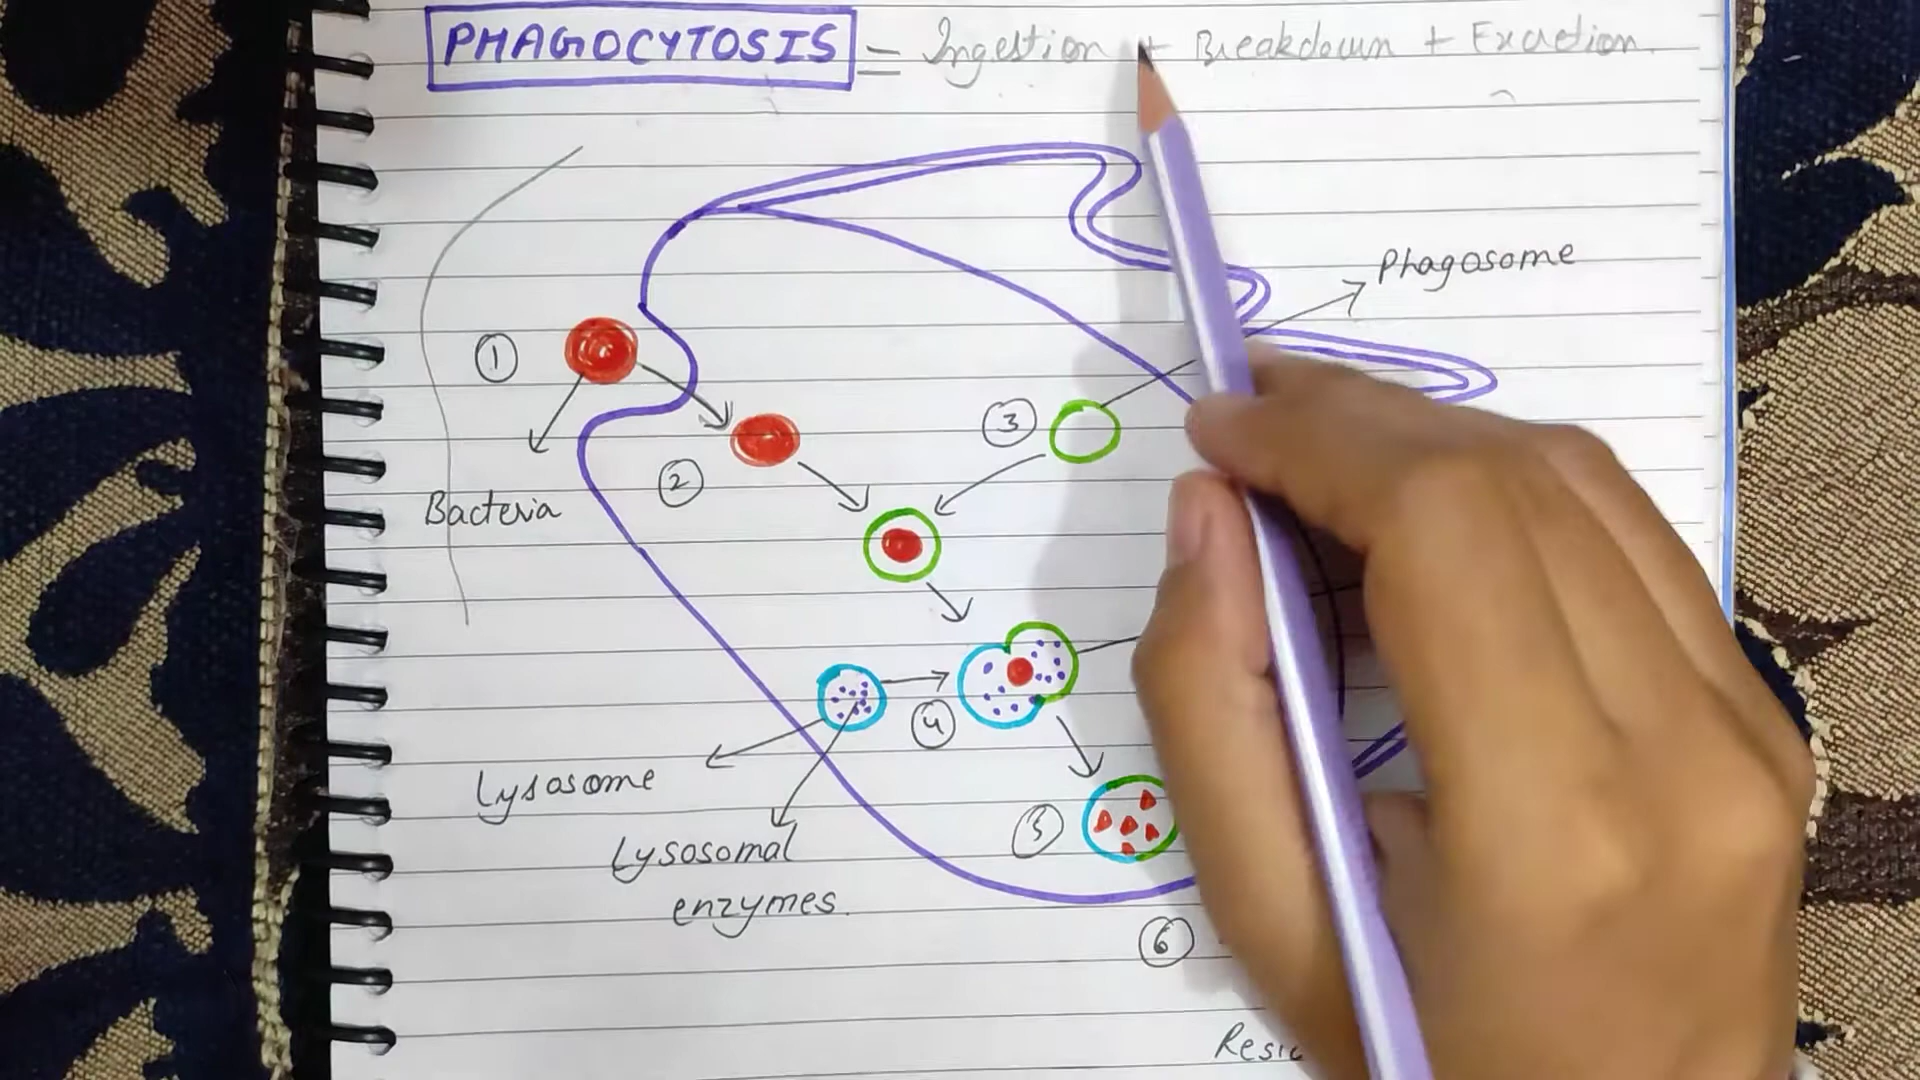 PHAGOCYTOSIS = Ingestion + Breakdown + Excretion.
Phagosome
1
3
2
Bacteria
4
Lysosome
5
Lysosomal
enzymes.
6